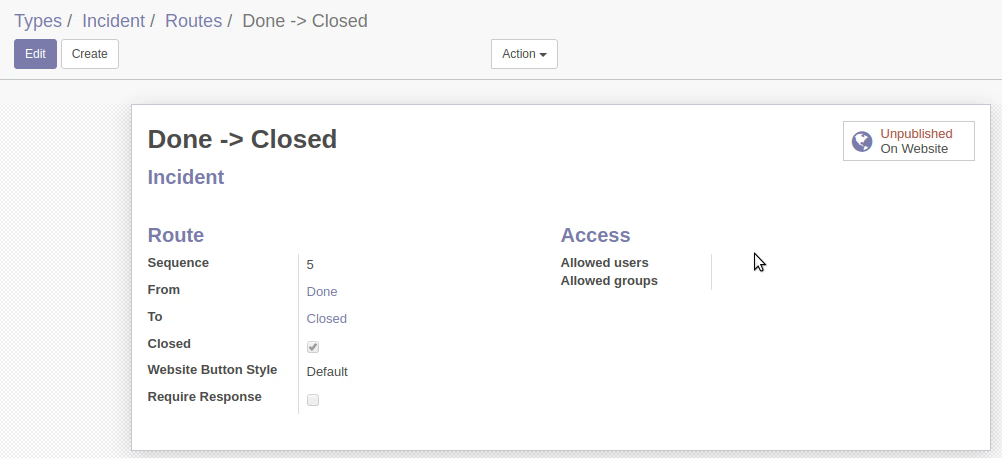 Types / Incident / Routes / Done -> Closed
Edit Create Action
Done -> Closed
Unpublished
On Website
Incident
Route
Sequence 5
From Done
To Closed
Closed
Website Button Style Default
Require Response
Access
Allowed users
Allowed groups